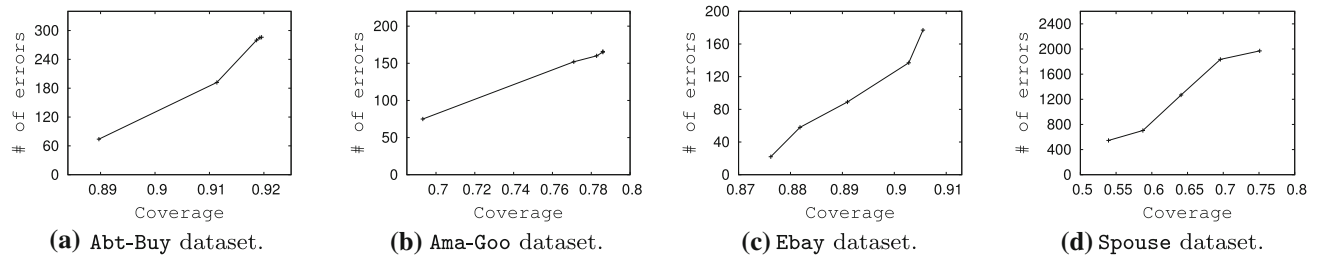 # of errors
300
240
180
120
60
0
0.89 0.9 0.91 0.92
Coverage
(a) Abt-Buy dataset.
# of errors
200
150
100
50
0
0.7 0.72 0.74 0.76 0.78 0.8
Coverage
(b) Ama-Goo dataset.
# of errors
200
160
120
80
40
0
0.87 0.88 0.89 0.9 0.91
Coverage
(c) Ebay dataset.
# of errors
2400
2000
1600
1200
800
400
0
0.5 0.55 0.6 0.65 0.7 0.75 0.8
Coverage
(d) Spouse dataset.